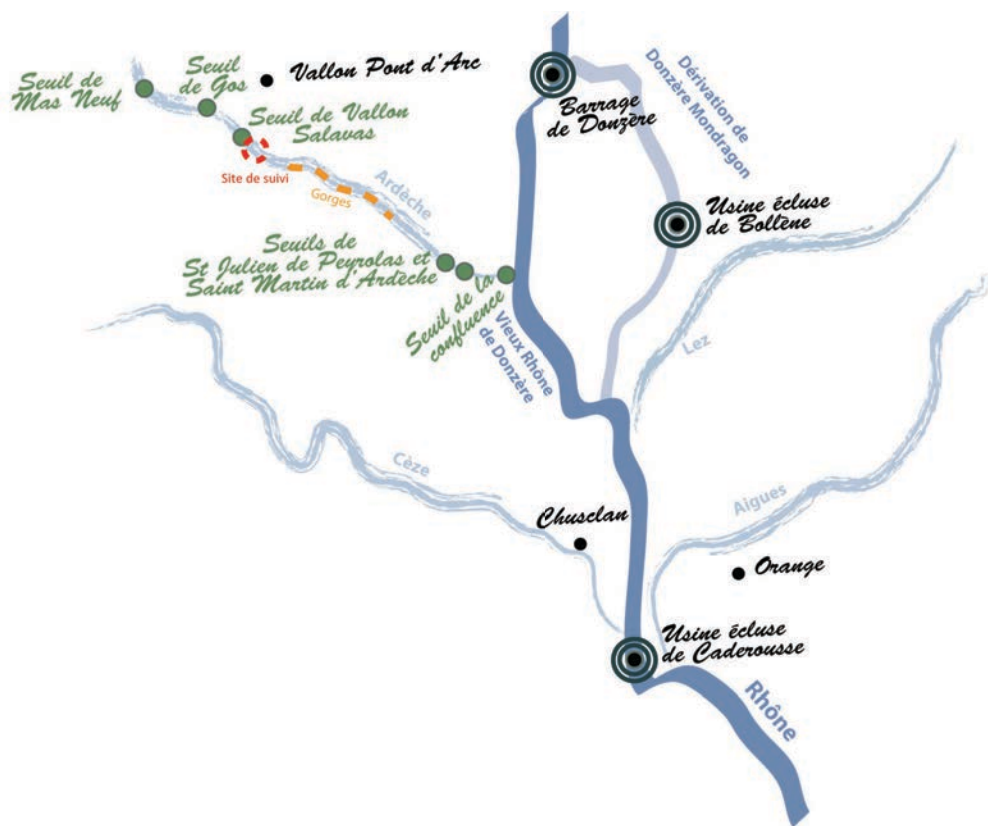 Seuil de
Mas Neuf
Seuil
de Gos
Vallon Pont d'Arc
Seuil de Vallon
Salavas
Site de suivi
Gorges
Ardèche
Barrage
de Donzère
Dérivation de
Donzère Mondragon
Usine écluse
de Bollène
Seuils de
St Julien de Peyrolas et
Saint Martin d'Ardèche
Seuil de la
confluence
Vieux Rhône
de Donzère
Lez
Cèze
Aigues
Chusclan
Orange
Usine écluse
de Caderousse
Rhône